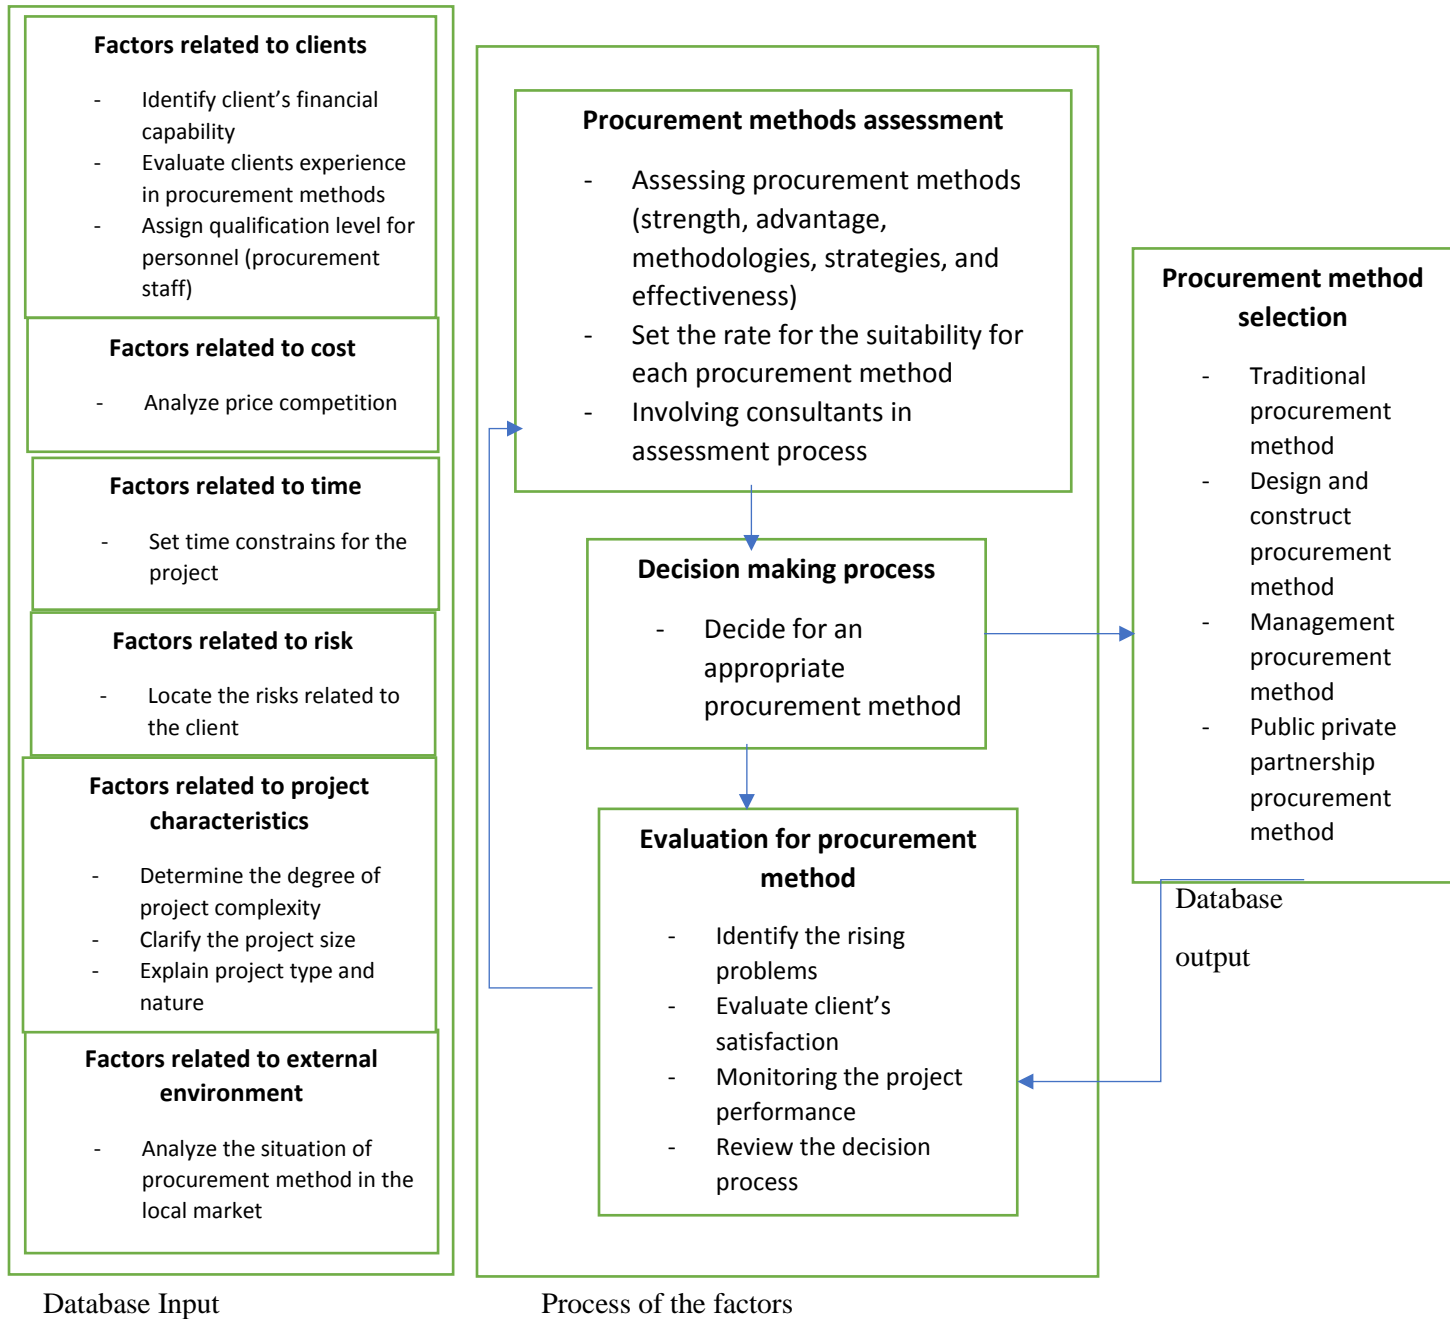 Factors related to clients
- Identify client’s financial
capability
- Evaluate clients experience
in procurement methods
- Assign qualification level for
personnel (procurement
staff)
Factors related to cost
- Analyze price competition
Factors related to time
- Set time constrains for the
project
Factors related to risk
- Locate the risks related to
the client
Factors related to project
characteristics
- Determine the degree of
project complexity
- Clarify the project size
- Explain project type and
nature
Factors related to external
environment
- Analyze the situation of
procurement method in the
local market
Database Input
Procurement methods assessment
- Assessing procurement methods
(strength, advantage,
methodologies, strategies, and
effectiveness)
- Set the rate for the suitability for
each procurement method
- Involving consultants in
assessment process
Decision making process
- Decide for an
appropriate
procurement method
Evaluation for procurement
method
- Identify the rising
problems
- Evaluate client’s
satisfaction
- Monitoring the project
performance
- Review the decision
process
Process of the factors
Procurement method
selection
- Traditional
procurement
method
- Design and
construct
procurement
method
- Management
procurement
method
- Public private
partnership
procurement
method
Database
output